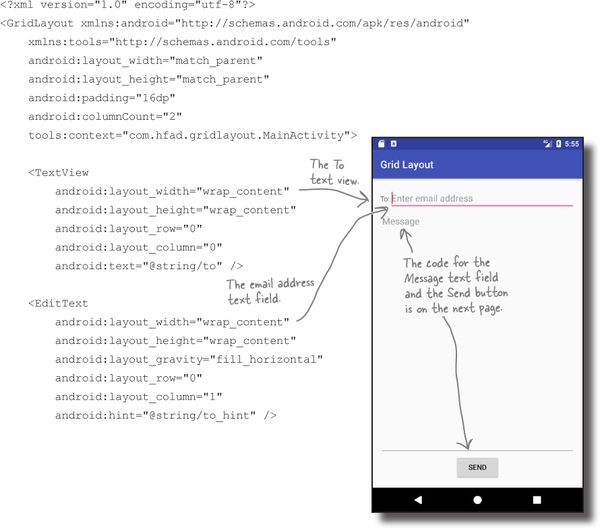 <?xml version="1.0" encoding="utf-8"?>
<GridLayout xmlns:android="http://schemas.android.com/apk/res/android"
xmlns:tools="http://schemas.android.com/tools"
android:layout_width="match_parent"
android:layout_height="match_parent"
android:padding="16dp"
android:columnCount="2"
tools:context="com.hfad.gridlayout.MainActivity">
<TextView
android:layout_width="wrap_content"
android:layout_height="wrap_content"
android:layout_row="0"
android:layout_column="0"
android:text="@string/to" />
<EditText
android:layout_width="wrap_content"
android:layout_height="wrap_content"
android:layout_gravity="fill_horizontal"
android:layout_row="0"
android:layout_column="1"
android:hint="@string/to_hint" />
The To
text view.
The email address
text field.
5:55
Grid Layout
To: Enter email address
Message
The code for the
Message text field
and the Send button
is on the next page.
SEND